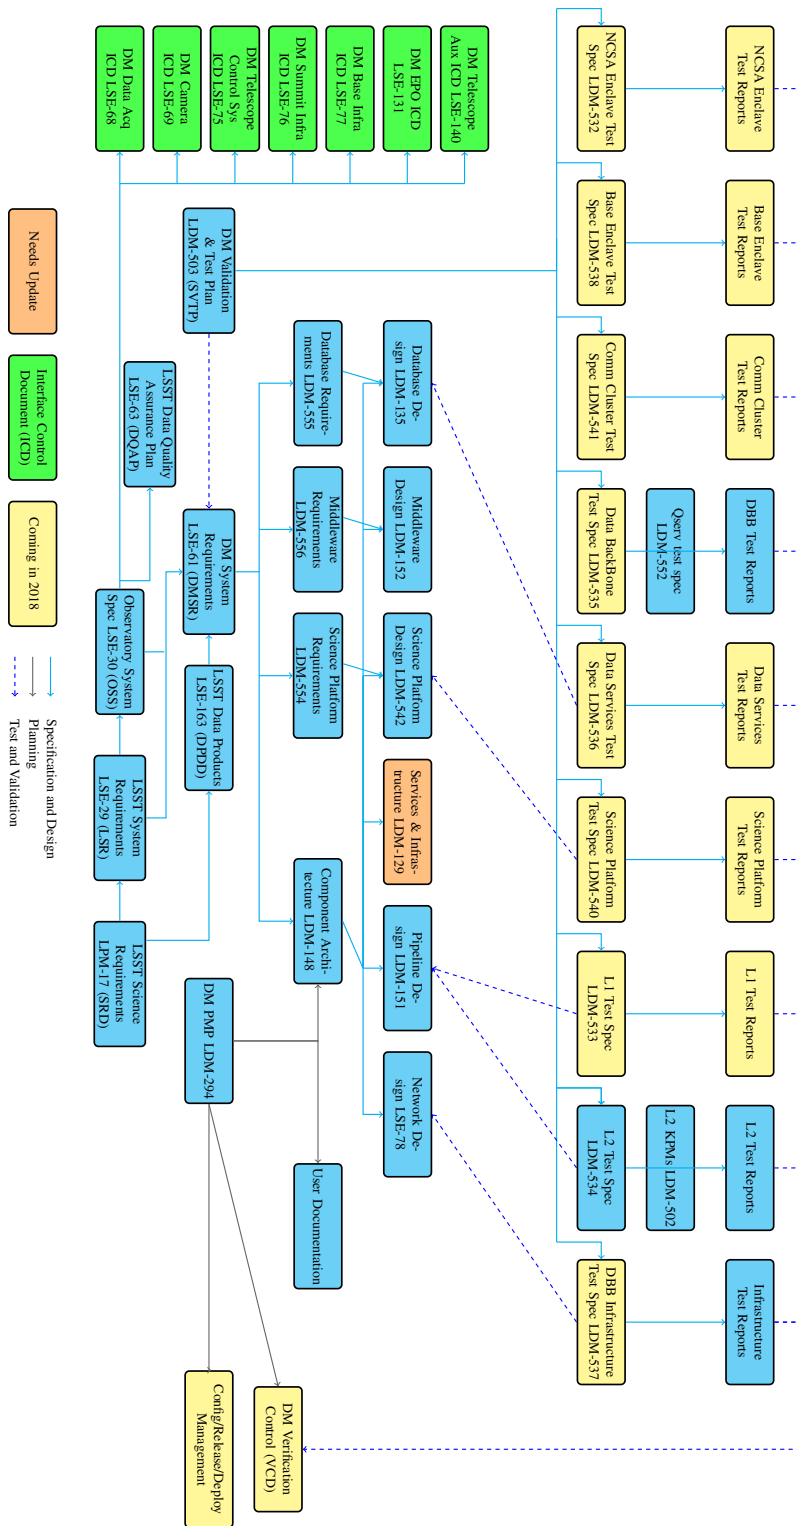 NCSA Enclave
Test Reports
Base Enclave
Test Reports
Comm Cluster
Test Reports
DBB Test Reports
Data Services
Test Reports
Science Platform
Test Reports
L1 Test Reports
L2 Test Reports
Infrastructure
Test Reports
Qserv test spec
LDM-552
L2 KPMs LDM-502
NCSA Enclave Test
Spec LDM-532
Base Enclave Test
Spec LDM-538
Comm Cluster Test
Spec LDM-541
Data BackBone
Test Spec LDM-535
Data Services Test
Spec LDM-536
Science Platform
Test Spec LDM-540
L1 Test Spec
LDM-533
L2 Test Spec
LDM-534
DBB Infrastructure
Test Spec LDM-537
DM Telescope
Aux ICD LSE-140
DM EPO ICD
LSE-131
DM Base Infra
ICD LSE-77
DM Summit Infra
ICD LSE-76
DM Telescope
Control Sys
ICD LSE-75
DM Camera
ICD LSE-69
DM Data Acq
ICD LSE-68
Database De-
sign LDM-135
Middleware
Design LDM-152
Science Platform
Design LDM-542
Services & Infras-
tructure LDM-129
Pipeline De-
sign LDM-151
Network De-
sign LSE-78
Database Require-
ments LDM-555
Middleware
Requirements
LDM-556
Science Platform
Requirements
LDM-554
Component Archi-
tecture LDM-148
User Documentation
DM Verification
Control (VCD)
DM Validation
& Test Plan
LDM-503 (SVTP)
DM System
Requirements
LSE-61 (DMSR)
LSST Data Products
LSE-163 (DPDD)
DM PMP LDM-294
Config/Release/Deploy
Management
LSST Data Quality
Assurance Plan
LSE-63 (DQAP)
Observatory System
Spec LSE-30 (OSS)
LSST System
Requirements
LSE-29 (LSR)
LSST Science
Requirements
LPM-17 (SRD)
Needs Update
Interface Control
Document (ICD)
Coming in 2018
Specification and Design
Planning
Test and Validation